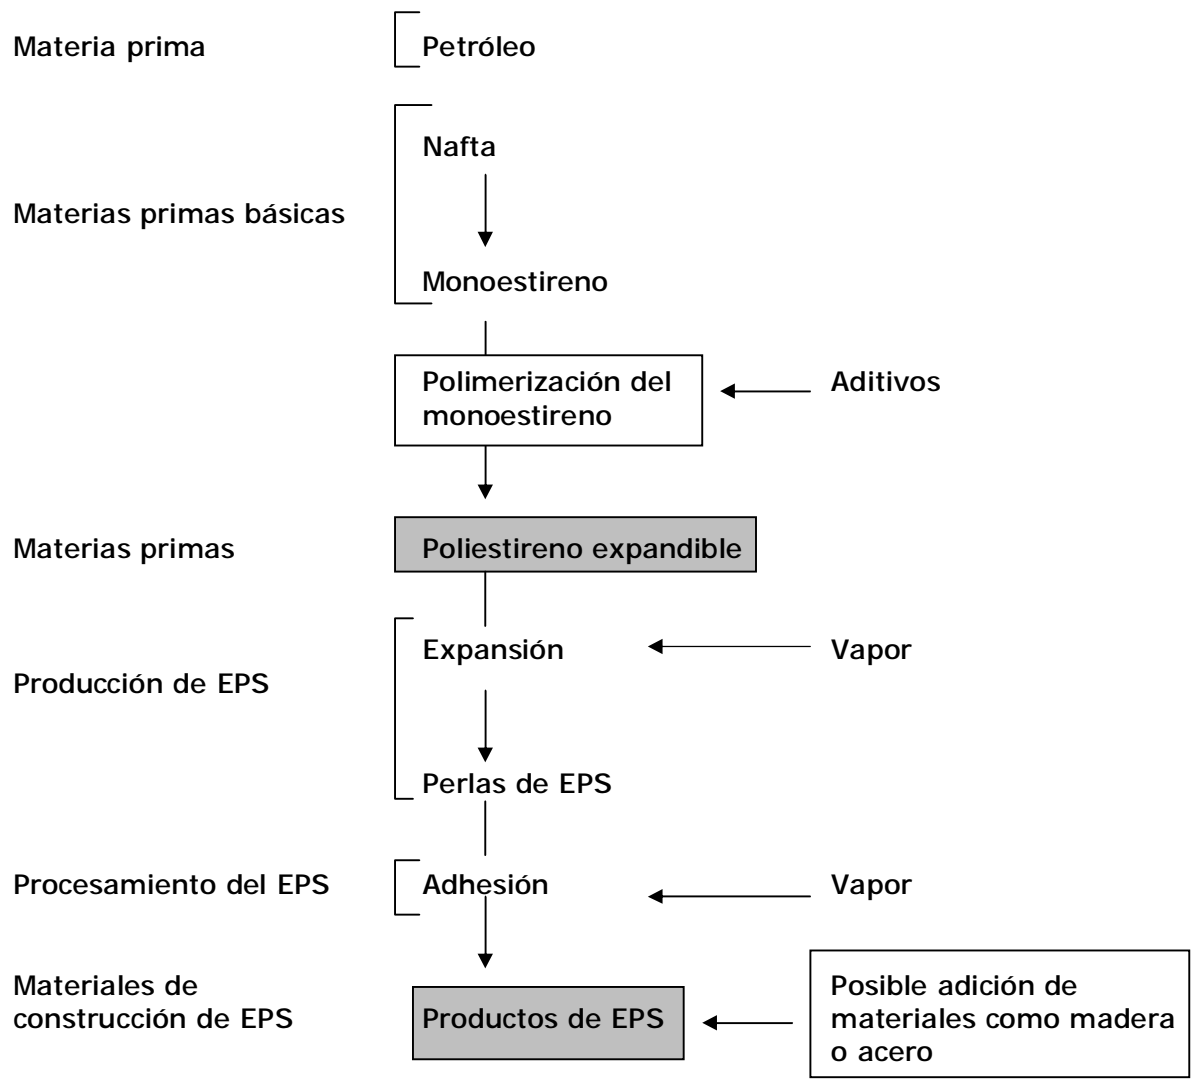 Materia prima
Petróleo
Nafta
Materias primas básicas
Monoestireno
Polimerización del
monoestireno
Aditivos
Materias primas
Poliestireno expandible
Expansión
Vapor
Producción de EPS
Perlas de EPS
Procesamiento del EPS
Adhesión
Vapor
Materiales de
construcción de EPS
Productos de EPS
Posible adición de
materiales como madera
o acero